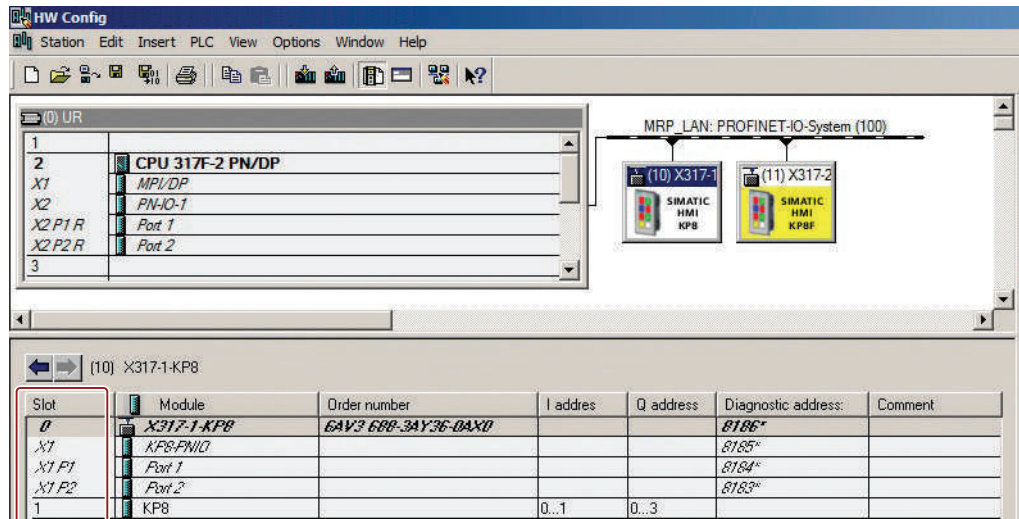 HW Config
Station Edit Insert PLC View Options Window Help
(0) UR
1
2 CPU 317F-2 PN/DP
X1 MPI/DP
X2 PN-IO-1
X2 P1 R Port 1
X2 P2 R Port 2
3
MRP_LAN: PROFINET-IO-System (100)
(10) X317-1
SIMATIC
HMI
KP8
(11) X317-2
SIMATIC
HMI
KP8F
(10) X317-1-KP8
Slot Module Order number I addres Q address Diagnostic address: Comment
0 X317-1-KP8 6AV3 688-3AY36-0AX0 8186*
X1 KP8-PNIO 8185*
X1 P1 Port 1 8184*
X1 P2 Port 2 8183*
1 KP8 0...1 0...3